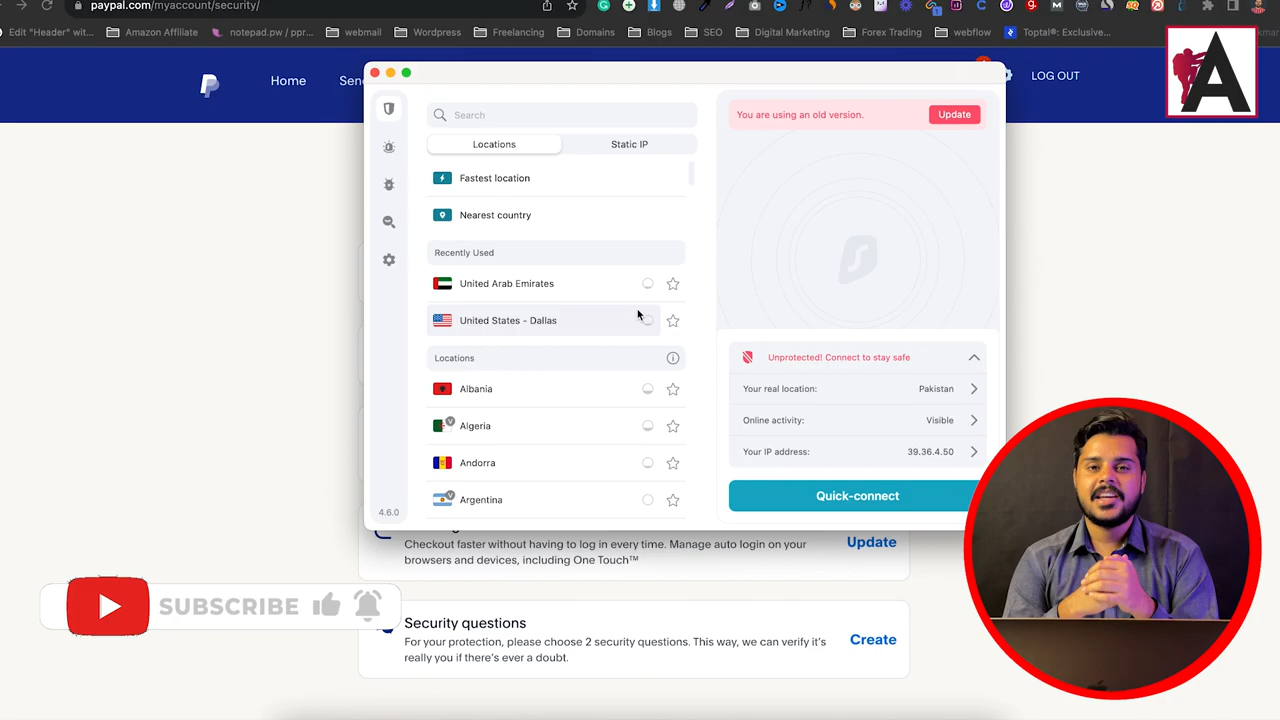 paypal.com/myaccount/security/
Edit "Header" wit...
Amazon Affiliate
notepad.pw / ppr...
webmail
Wordpress
Freelancing
Domains
Blogs
SEO
Digital Marketing
Forex Trading
webflow
Toptal®: Exclusive...
Home
LOG OUT
A
Search
You are using an old version.
Update
Locations
Static IP
Fastest location
Nearest country
Recently Used
United Arab Emirates
United States - Dallas
Locations
Albania
Algeria
Andorra
Argentina
4.6.0
Unprotected! Connect to stay safe
Your real location:
Pakistan
Online activity:
Visible
Your IP address:
39.36.4.50
Quick-connect
Checkout faster without having to log in every time. Manage auto login on your
browsers and devices, including One Touch™
Update
SUBSCRIBE
Security questions
For your protection, please choose 2 security questions. This way, we can verify it's
really you if there's ever a doubt.
Create